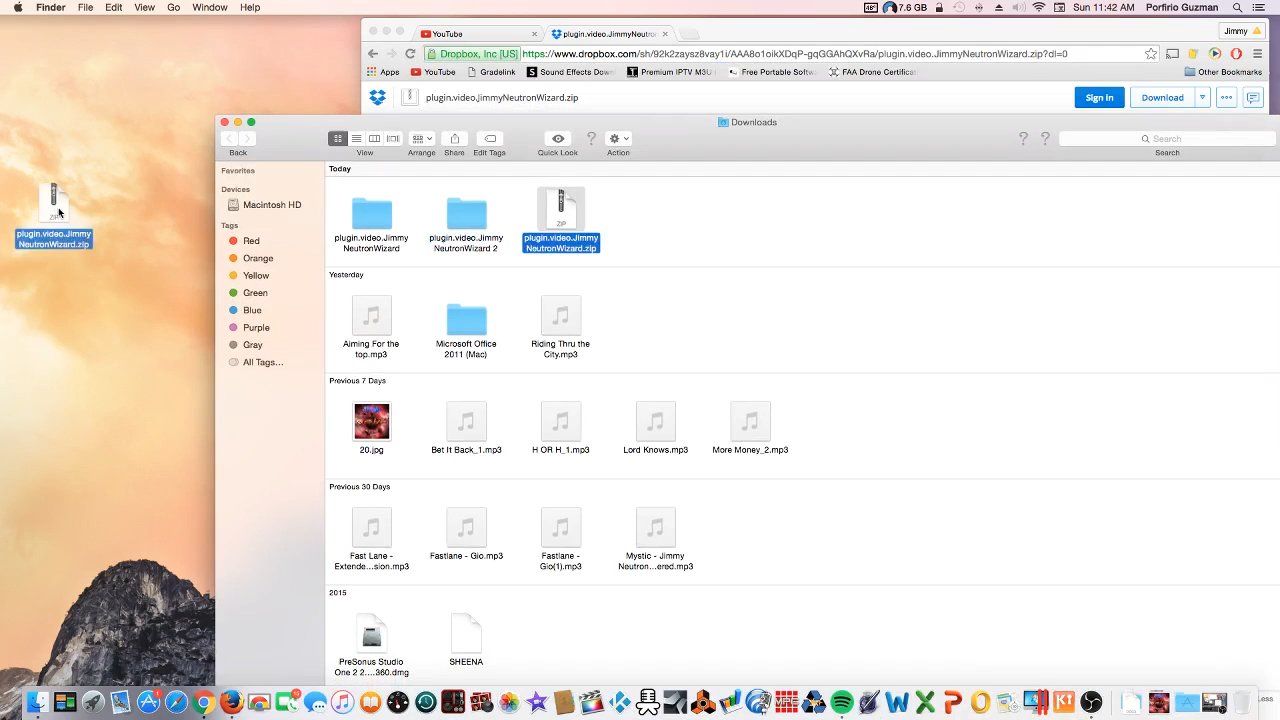 Finder File Edit View Go Window Help 7.6 GB Sun 11:42 AM Porfirio Guzman
YouTube plugin.video.JimmyNeutro Jimmy
Dropbox, Inc [US] https://www.dropbox.com/sh/92k2zaysz8vay1i/AAA8o1oikXDqP-gqGGAhQXvRa/plugin.video.JimmyNeutronWizard.zip?dl=0
Apps YouTube Gradelink Sound Effects Down Premium IPTV M3U Free Portable Softw FAA Drone Certificat Other Bookmarks
plugin.video.jimmyNeutronWizard.zip Sign in Download
Downloads
Back View Arrange Share Edit Tags Quick Look Action Search
Search
Favorites
Devices
Macintosh HD
Tags
Red
Orange
Yellow
Green
Blue
Purple
Gray
All Tags...
ZIP
plugin.video.Jimmy
NeutronWizard.zip
Today
plugin.video.Jimmy
NeutronWizard
plugin.video.Jimmy
NeutronWizard 2
ZIP
plugin.video.Jimmy
NeutronWizard.zip
Yesterday
Aiming For the
top.mp3
Microsoft Office
2011 (Mac)
Riding Thru the
City.mp3
Previous 7 Days
20.jpg
Bet It Back_1.mp3
H OR H_1.mp3
Lord Knows.mp3
More Money_2.mp3
Previous 30 Days
Fast Lane -
Extende...sion.mp3
Fastlane - Gio.mp3
Fastlane -
Gio(1).mp3
Mystic - Jimmy
Neutron...ered.mp3
2015
PreSonus Studio
One 2 2....360.dmg
SHEENA
Less